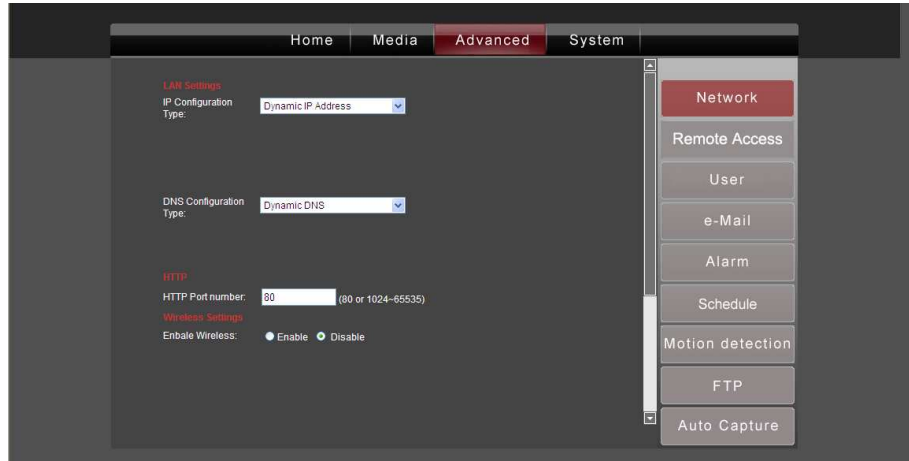 Home Media Advanced System
LAN Settings
IP Configuration
Type:
Dynamic IP Address
DNS Configuration
Type:
Dynamic DNS
HTTP
HTTP Port number: 80 (80 or 1024~65535)
Wireless Settings
Enbale Wireless: Enable Disable
Network
Remote Access
User
e-Mail
Alarm
Schedule
Motion detection
FTP
Auto Capture